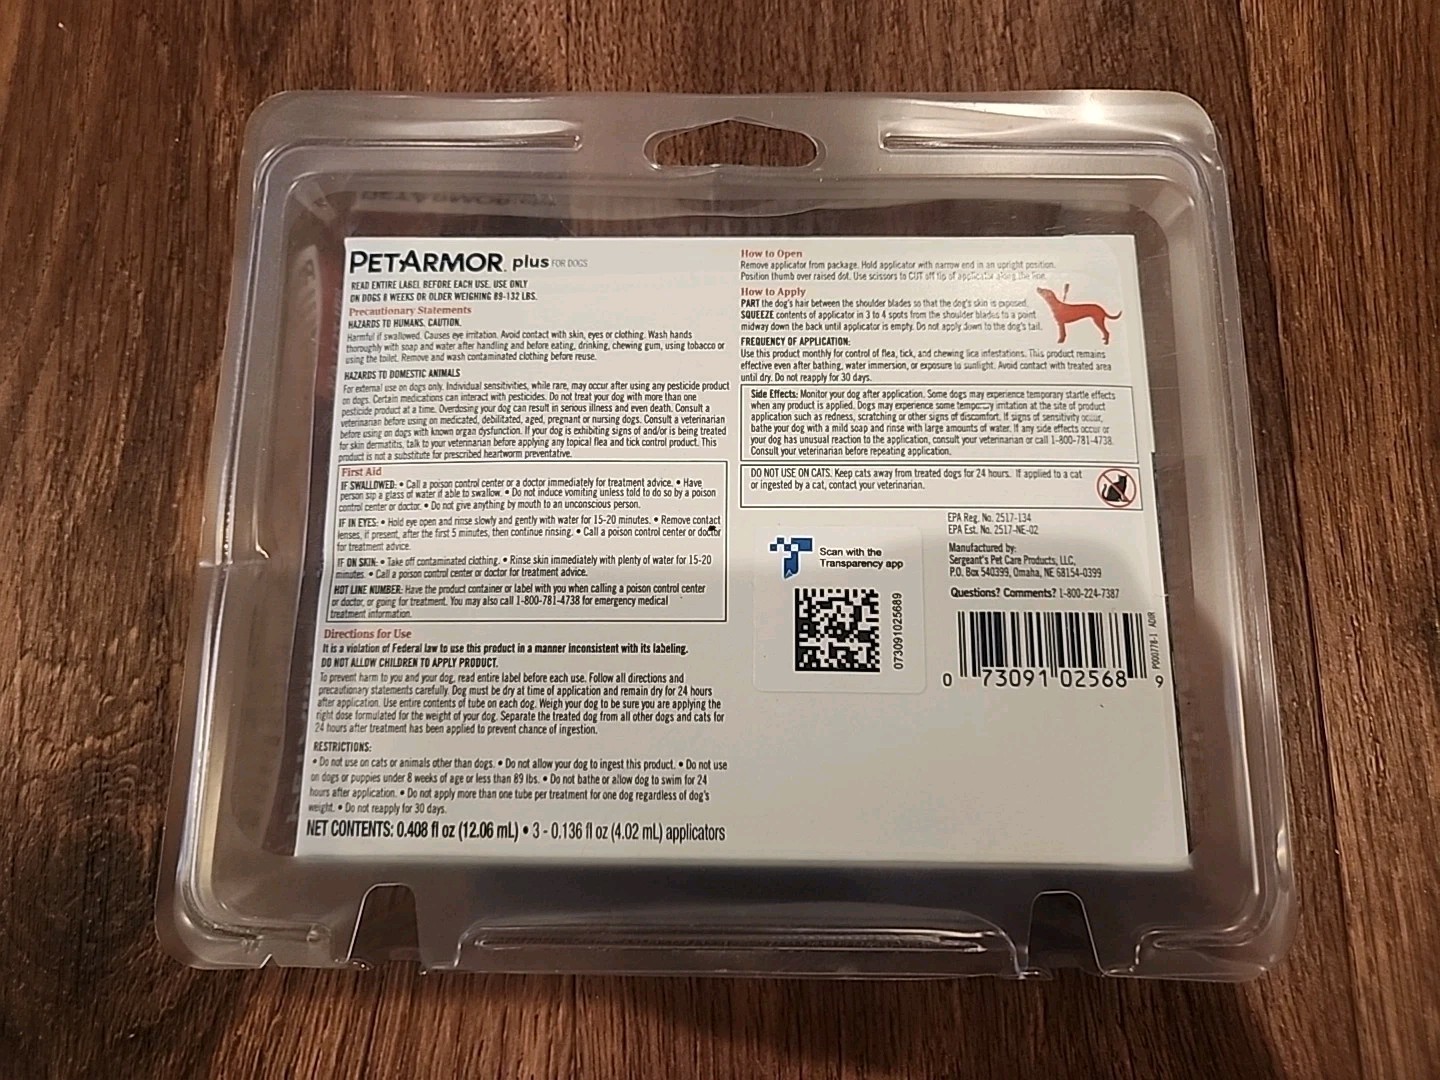 PETARMOR plus FOR DOGS
READ ENTIRE LABEL BEFORE EACH USE. USE ONLY
ON DOGS 8 WEEKS OR OLDER WEIGHING 89-132 LBS.
Precautionary Statements
HAZARDS TO HUMANS. CAUTION.
Harmful if swallowed. Causes eye irritation. Avoid contact with skin, eyes or clothing. Wash hands
thoroughly with soap and water after handling and before eating, drinking, chewing gum, using tobacco or
using the toilet. Remove and wash contaminated clothing before reuse.
HAZARDS TO DOMESTIC ANIMALS
For external use on dogs only. Individual sensitivities, while rare, may occur after using any pesticide product
on dogs. Certain medications can interact with pesticides. Do not treat your dog with more than one
pesticide product at a time. Overdosing your dog can result in serious illness and even death. Consult a
veterinarian before using on medicated, debilitated, aged, pregnant or nursing dogs. Consult a veterinarian
before using on dogs with known organ dysfunction. If your dog is exhibiting signs of and/or is being treated
for skin dermatitis, talk to your veterinarian before applying any topical flea and tick control product. This
product is not a substitute for prescribed heartworm preventative.
First Aid
IF SWALLOWED: • Call a poison control center or a doctor immediately for treatment advice. • Have
person sip a glass of water if able to swallow. • Do not induce vomiting unless told to do so by a poison
control center or doctor. • Do not give anything by mouth to an unconscious person.
IF IN EYES: • Hold eye open and rinse slowly and gently with water for 15-20 minutes. • Remove contact
lenses, if present, after the first 5 minutes, then continue rinsing. • Call a poison control center or doctor
for treatment advice.
IF ON SKIN: • Take off contaminated clothing. • Rinse skin immediately with plenty of water for 15-20
minutes. • Call a poison control center or doctor for treatment advice.
HOT LINE NUMBER: Have the product container or label with you when calling a poison control center
or doctor, or going for treatment. You may also call 1-800-781-4738 for emergency medical
treatment information.
Directions for Use
It is a violation of Federal law to use this product in a manner inconsistent with its labeling.
DO NOT ALLOW CHILDREN TO APPLY PRODUCT.
To prevent harm to you and your dog, read entire label before each use. Follow all directions and
precautionary statements carefully. Dog must be dry at time of application and remain dry for 24 hours
after application. Use entire contents of tube on each dog. Weigh your dog to be sure you are applying the
right dose formulated for the weight of your dog. Separate the treated dog from all other dogs and cats for
24 hours after treatment has been applied to prevent chance of ingestion.
RESTRICTIONS:
• Do not use on cats or animals other than dogs. • Do not allow your dog to ingest this product. • Do not use
on dogs or puppies under 8 weeks of age or less than 89 lbs. • Do not bathe or allow dog to swim for 24
hours after application. • Do not apply more than one tube per treatment for one dog regardless of dog's
weight. • Do not reapply for 30 days.
NET CONTENTS: 0.408 fl oz (12.06 mL) • 3 - 0.136 fl oz (4.02 mL) applicators
How to Open
Remove applicator from package. Hold applicator with narrow end in an upright position.
Position thumb over raised dot. Use scissors to CUT off tip of applicator along the line.
How to Apply
PART the dog's hair between the shoulder blades so that the dog's skin is exposed.
SQUEEZE contents of applicator in 3 to 4 spots from the shoulder blades to a point
midway down the back until applicator is empty. Do not apply down to the dog's tail.
FREQUENCY OF APPLICATION:
Use this product monthly for control of flea, tick, and chewing lice infestations. This product remains
effective even after bathing, water immersion, or exposure to sunlight. Avoid contact with treated area
until dry. Do not reapply for 30 days.
Side Effects: Monitor your dog after application. Some dogs may experience temporary startle effects
when any product is applied. Dogs may experience some temporary irritation at the site of product
application such as redness, scratching or other signs of discomfort. If signs of sensitivity occur,
bathe your dog with a mild soap and rinse with large amounts of water. If any side effects occur or
your dog has unusual reaction to the application, consult your veterinarian or call 1-800-781-4738.
Consult your veterinarian before repeating application.
DO NOT USE ON CATS. Keep cats away from treated dogs for 24 hours. If applied to a cat
or ingested by a cat, contact your veterinarian.
EPA Reg. No. 2517-134
EPA Est. No. 2517-NE-02
Manufactured by:
Sergeant's Pet Care Products, LLC,
P.O. Box 540399, Omaha, NE 68154-0399
Questions? Comments? 1-800-224-7387
Scan with the
Transparency app
073091025689
0 73091 02568 9
P000778-1 ADIR